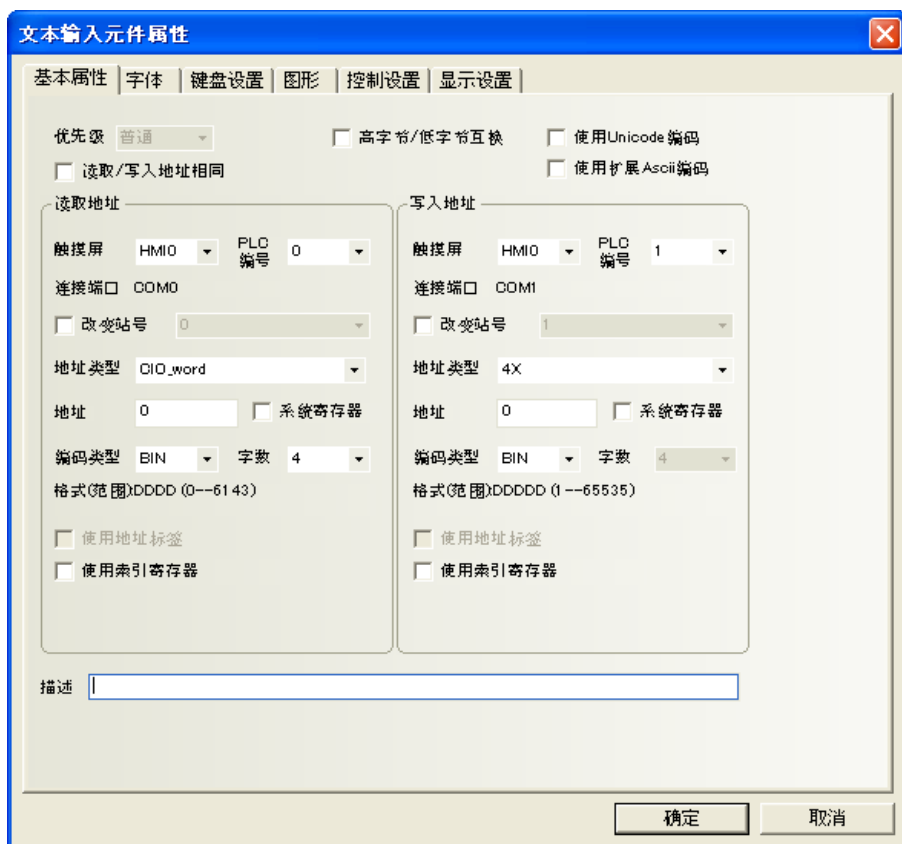 文本输入元件属性
基本属性 字体 键盘设置 图形 控制设置 显示设置
优先级 普通 高字节/低字节互换 使用Unicode编码
读取/写入地址相同 使用扩展Ascii编码
读取地址
触摸屏 HMI0 PLC编号 0
连接端口 COM0
改变站号 0
地址类型 CIO_word
地址 0 系统寄存器
编码类型 BIN 字数 4
格式(范围):DDDD (0--6143)
使用地址标签
使用索引寄存器
写入地址
触摸屏 HMI0 PLC编号 1
连接端口 COM1
改变站号 1
地址类型 4X
地址 0 系统寄存器
编码类型 BIN 字数 4
格式(范围):DDDDD (1--65535)
使用地址标签
使用索引寄存器
描述
确定 取消